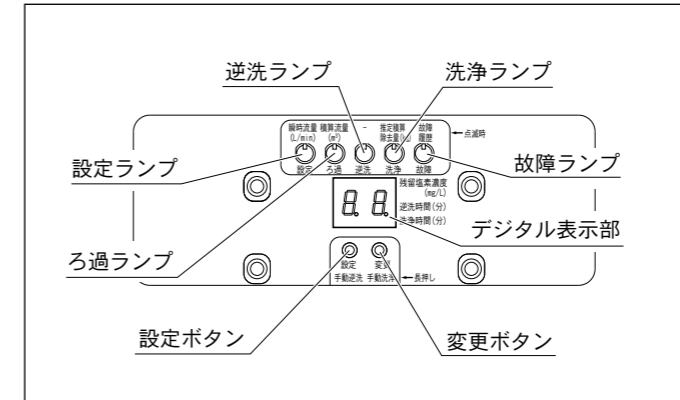 逆洗ランプ
洗浄ランプ
瞬時流量 積算流量 - 推定積算 故障
(L/min) (m³) 除去量(kg) 履歴
←点滅時
設定 ろ過 逆洗 洗浄 故障
設定ランプ
故障ランプ
残留塩素濃度
(mg/L)
逆洗時間(分)
洗浄時間(分)
8.8.
デジタル表示部
ろ過ランプ
設定 変更
手動逆洗 手動洗浄 ←長押し
設定ボタン
変更ボタン